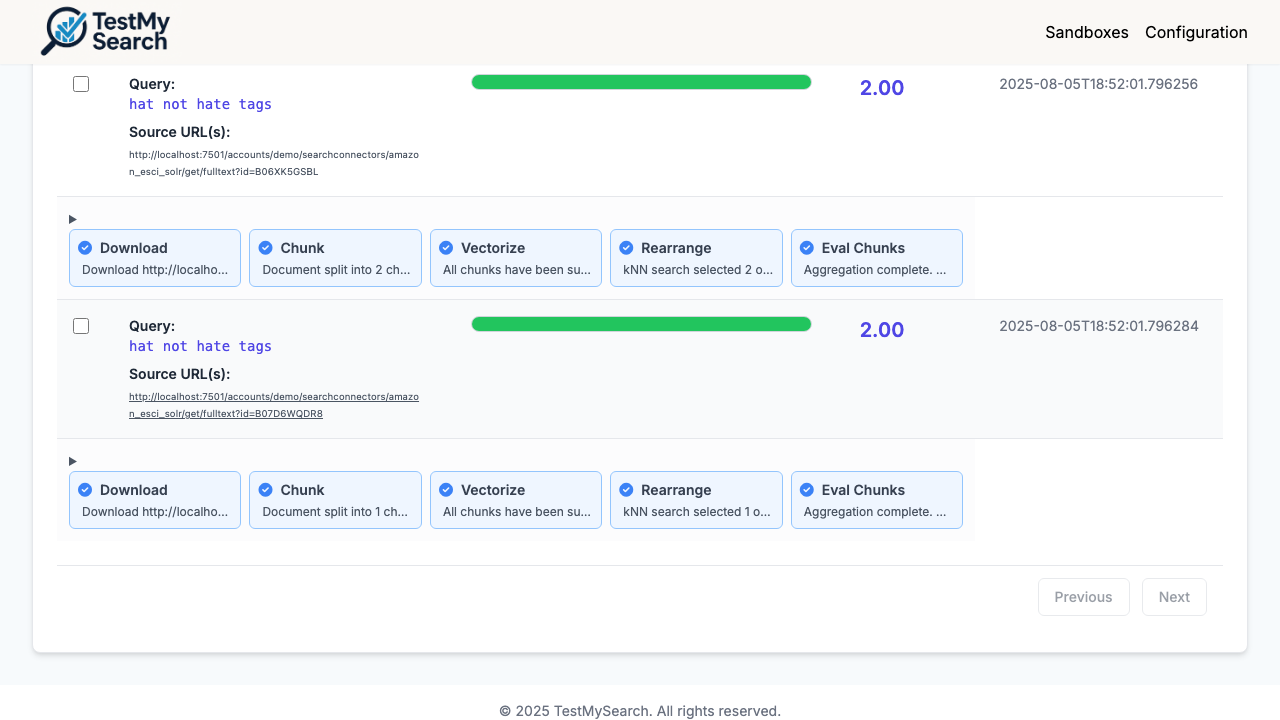 TestMy
Search
Sandboxes
Configuration
Query:
2.00
2025-08-05T18:52:01.796256
hat not hate tags
Source URL(s):
http://localhost:7501/accounts/demo/searchconnectors/amazo
n_esci_solr/get/fulltext?id=B06XK5GSBL
Download
Download http://localho...
Chunk
Document split into 2 ch...
Vectorize
All chunks have been su...
Rearrange
kNN search selected 2 o...
Eval Chunks
Aggregation complete. ...
Query:
2.00
2025-08-05T18:52:01.796284
hat not hate tags
Source URL(s):
http://localhost:7501/accounts/demo/searchconnectors/amazo
n_esci_solr/get/fulltext?id=B07D6WQDR8
Download
Download http://localho...
Chunk
Document split into 1 ch...
Vectorize
All chunks have been su...
Rearrange
kNN search selected 1 o...
Eval Chunks
Aggregation complete. ...
Previous
Next
© 2025 TestMySearch. All rights reserved.